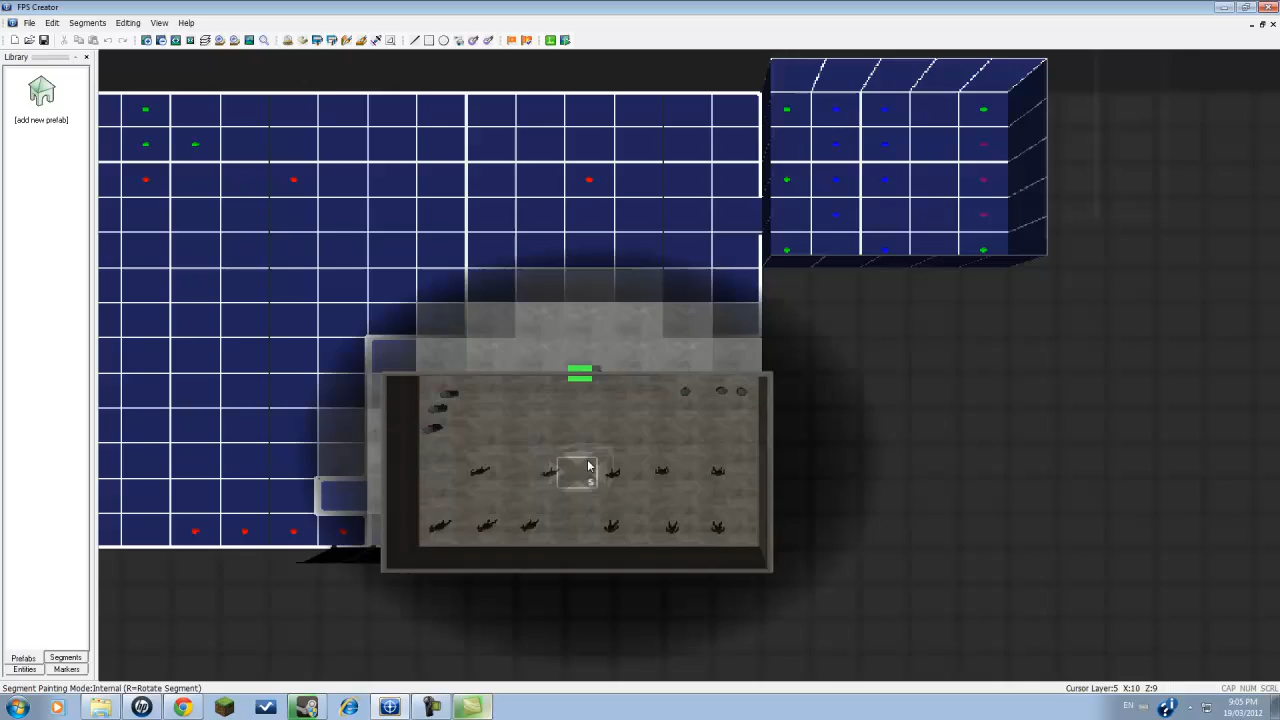 FPS Creator
File Edit Segments Editing View Help
Library
[add new prefab]
S
Prefabs Segments
Entities Markers
Segment Painting Mode:Internal (R=Rotate Segment)
Cursor Layer:5 X:10 Z:9
CAP NUM SCRL
EN
9:05 PM
19/03/2012